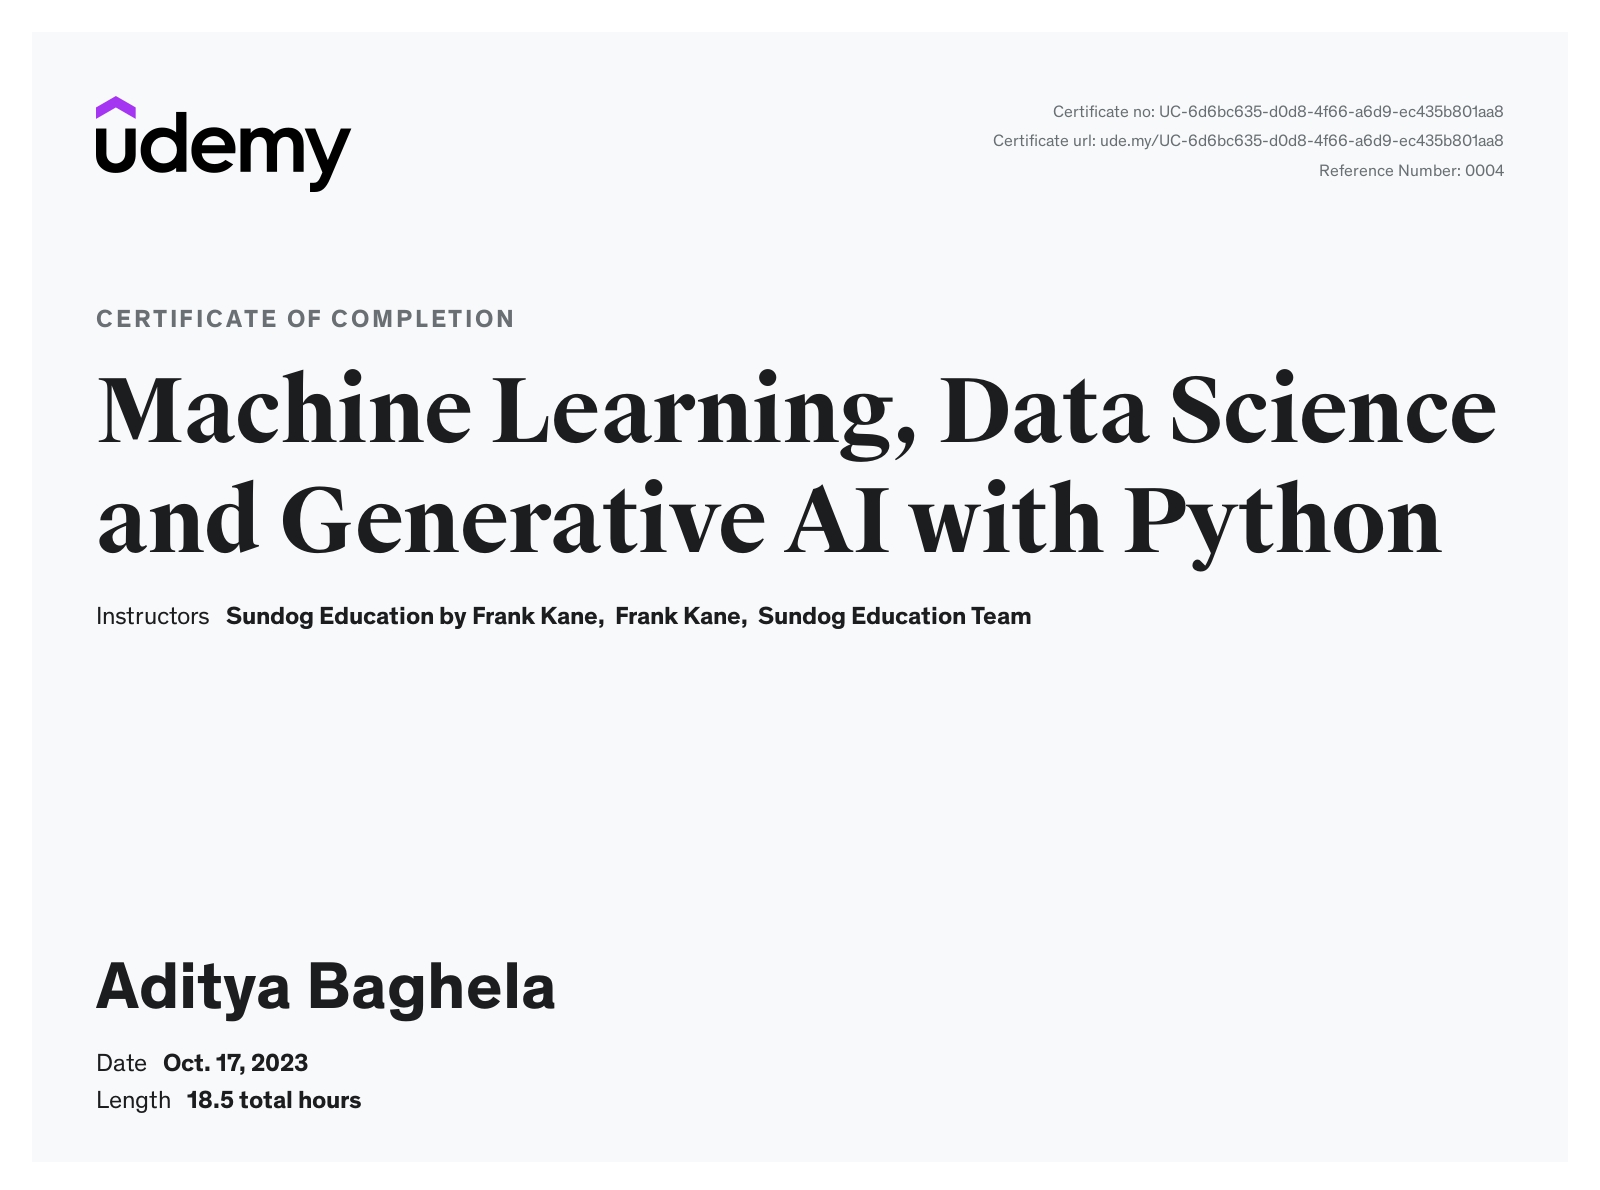 udemy
Certificate no: UC-6d6bc635-d0d8-4f66-a6d9-ec435b801aa8
Certificate url: ude.my/UC-6d6bc635-d0d8-4f66-a6d9-ec435b801aa8
Reference Number: 0004
CERTIFICATE OF COMPLETION
Machine Learning, Data Science
and Generative AI with Python
Instructors Sundog Education by Frank Kane, Frank Kane, Sundog Education Team
Aditya Baghela
Date Oct. 17, 2023
Length 18.5 total hours